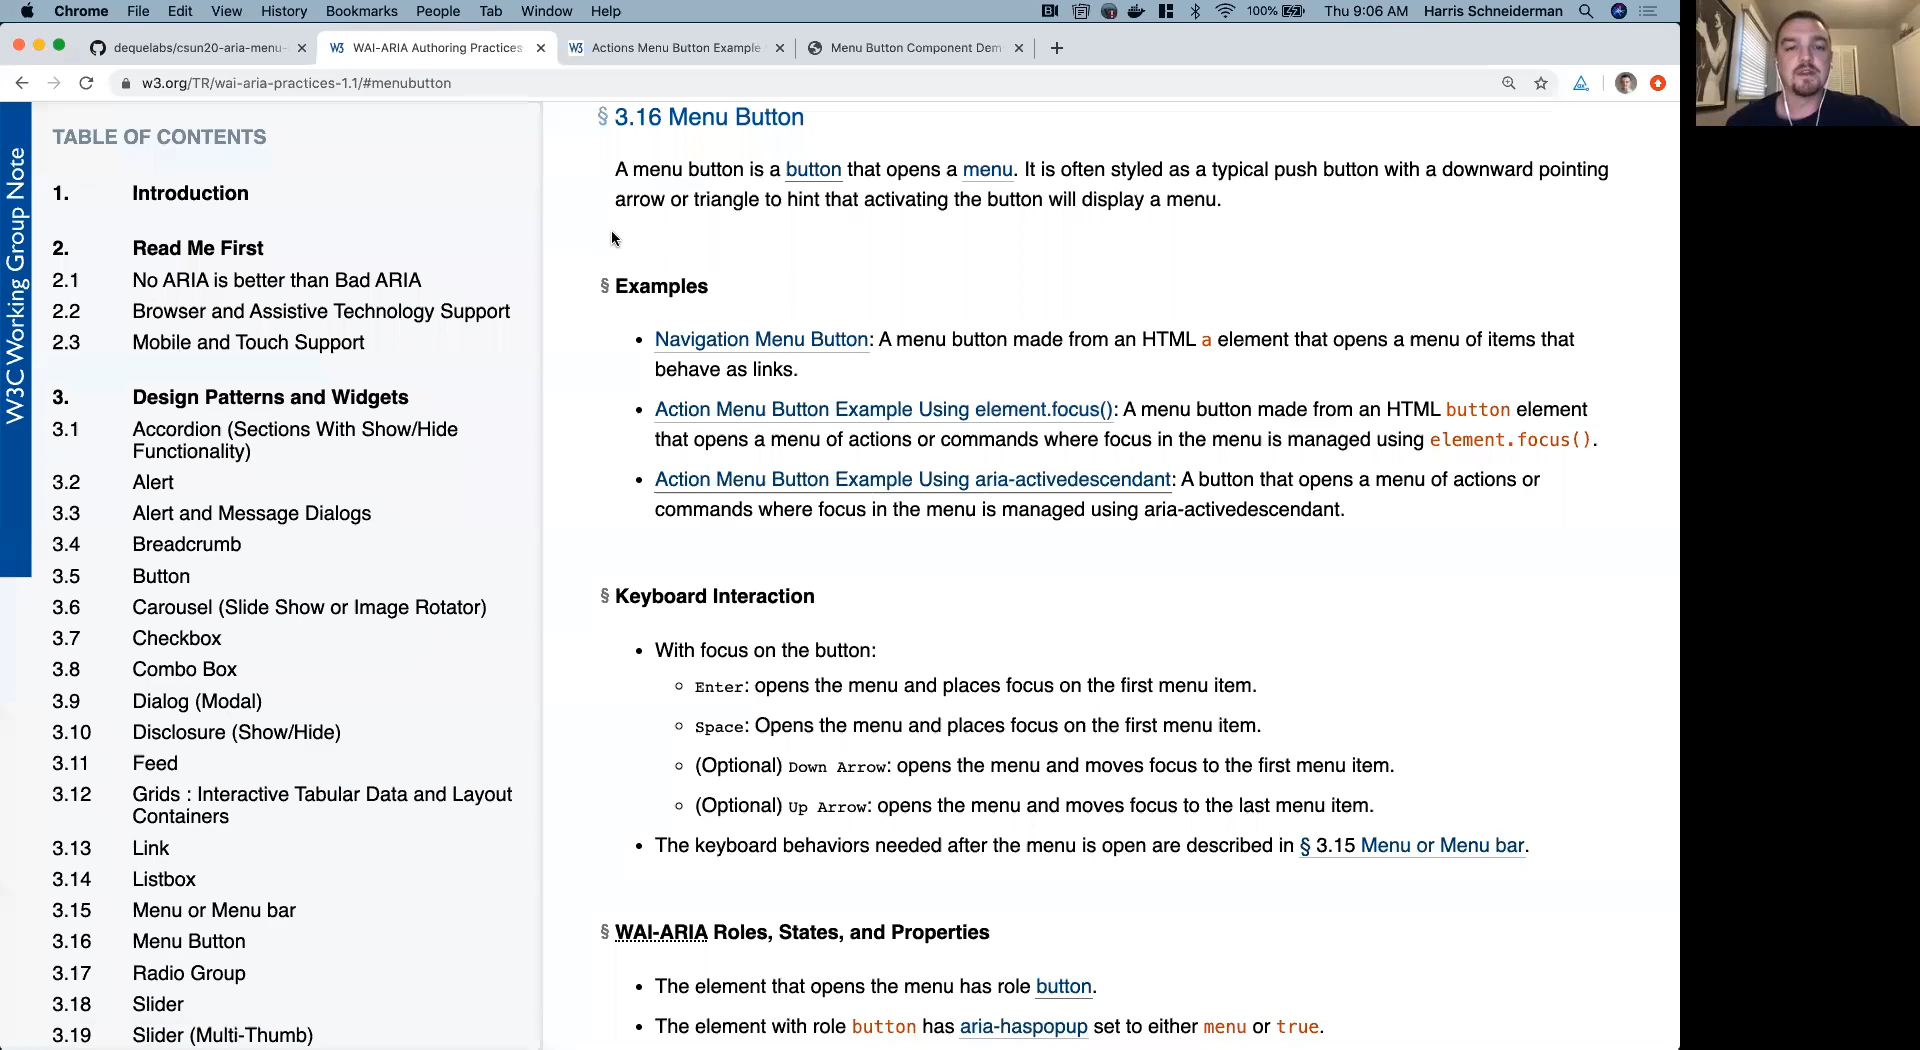 Chrome File Edit View History Bookmarks People Tab Window Help 100% Thu 9:06 AM Harris Schneiderman
dequelabs/csun20-aria-menu- WAI-ARIA Authoring Practices Actions Menu Button Example Menu Button Component Dem
w3.org/TR/wai-aria-practices-1.1/#menubutton
W3C Working Group Note
TABLE OF CONTENTS
1. Introduction
2. Read Me First
2.1 No ARIA is better than Bad ARIA
2.2 Browser and Assistive Technology Support
2.3 Mobile and Touch Support
3. Design Patterns and Widgets
3.1 Accordion (Sections With Show/Hide
Functionality)
3.2 Alert
3.3 Alert and Message Dialogs
3.4 Breadcrumb
3.5 Button
3.6 Carousel (Slide Show or Image Rotator)
3.7 Checkbox
3.8 Combo Box
3.9 Dialog (Modal)
3.10 Disclosure (Show/Hide)
3.11 Feed
3.12 Grids : Interactive Tabular Data and Layout
Containers
3.13 Link
3.14 Listbox
3.15 Menu or Menu bar
3.16 Menu Button
3.17 Radio Group
3.18 Slider
3.19 Slider (Multi-Thumb)
§ 3.16 Menu Button
A menu button is a button that opens a menu. It is often styled as a typical push button with a downward pointing
arrow or triangle to hint that activating the button will display a menu.
§ Examples
• Navigation Menu Button: A menu button made from an HTML a element that opens a menu of items that
behave as links.
• Action Menu Button Example Using element.focus(): A menu button made from an HTML button element
that opens a menu of actions or commands where focus in the menu is managed using element.focus().
• Action Menu Button Example Using aria-activedescendant: A button that opens a menu of actions or
commands where focus in the menu is managed using aria-activedescendant.
§ Keyboard Interaction
• With focus on the button:
◦ Enter: opens the menu and places focus on the first menu item.
◦ Space: Opens the menu and places focus on the first menu item.
◦ (Optional) Down Arrow: opens the menu and moves focus to the first menu item.
◦ (Optional) Up Arrow: opens the menu and moves focus to the last menu item.
• The keyboard behaviors needed after the menu is open are described in § 3.15 Menu or Menu bar.
§ WAI-ARIA Roles, States, and Properties
• The element that opens the menu has role button.
• The element with role button has aria-haspopup set to either menu or true.